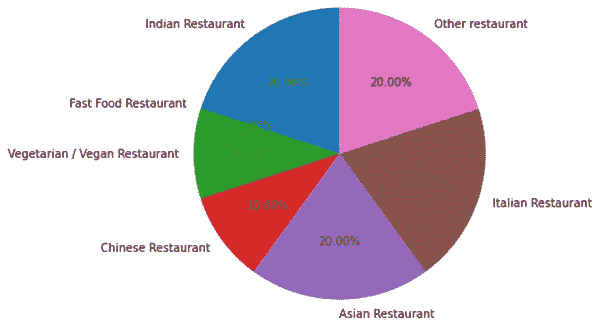 Indian Restaurant
Other restaurant
20.00%
Fast Food Restaurant
Vegetarian / Vegan Restaurant
10.00%
Italian Restaurant
Chinese Restaurant
20.00%
Asian Restaurant